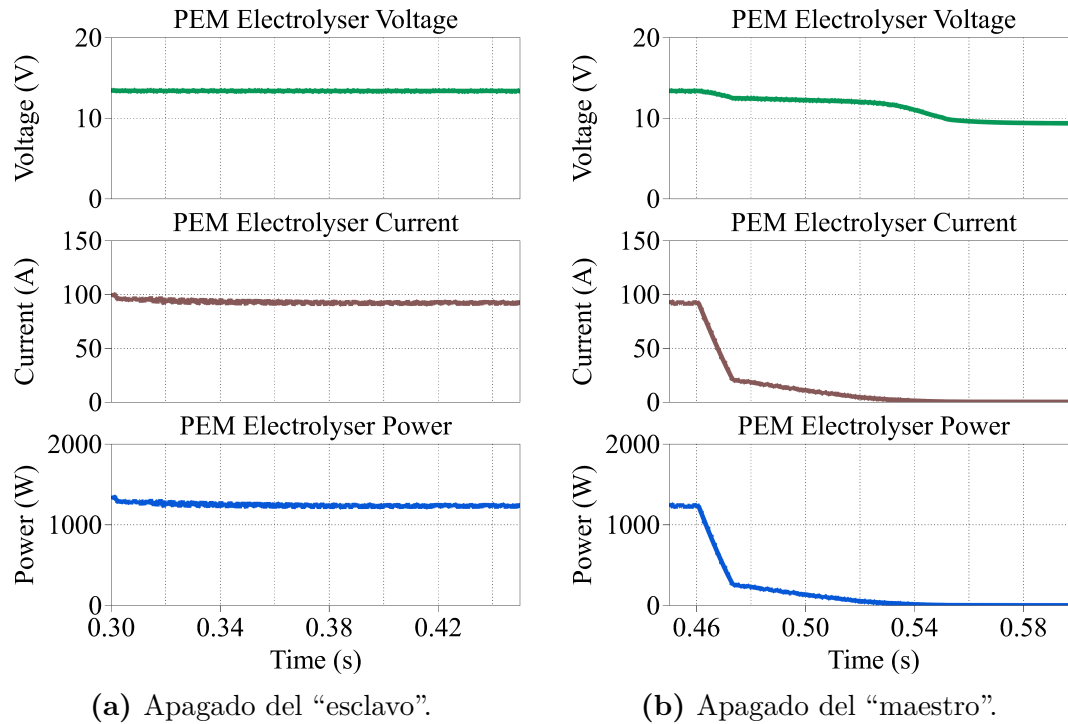 PEM Electrolyser Voltage
20
10
0
Voltage (V)
PEM Electrolyser Current
150
100
50
0
Current (A)
PEM Electrolyser Power
2000
1000
0
Power (W)
0.30 0.34 0.38 0.42
Time (s)
(a) Apagado del “esclavo”.
PEM Electrolyser Voltage
20
10
0
Voltage (V)
PEM Electrolyser Current
150
100
50
0
Current (A)
PEM Electrolyser Power
2000
1000
0
Power (W)
0.46 0.50 0.54 0.58
Time (s)
(b) Apagado del “maestro”.